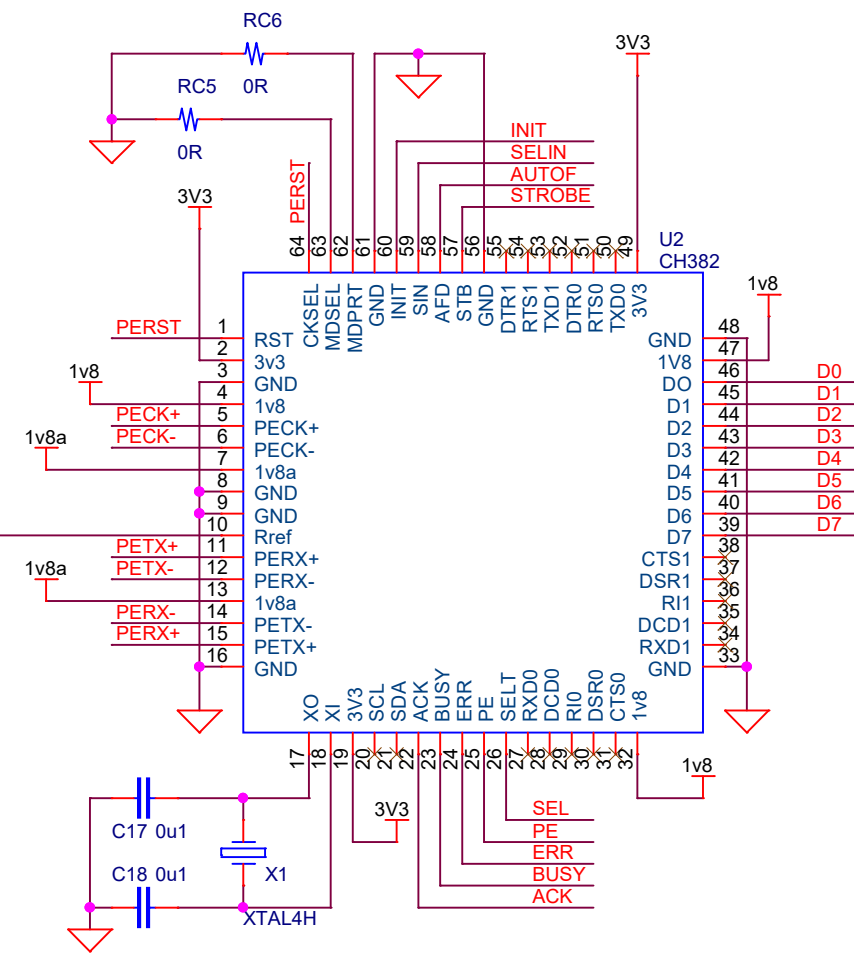 RC6
0R
RC5
0R
3V3
INIT
SELIN
AUTOF
STROBE
PERST
3V3
U2
CH382
64 63 62 61 60 59 58 57 56 55 54 53 52 51 50 49
CKSEL MDSEL MDPRT GND INIT SIN AFD STB GND DTR1 RTS1 TXD1 DTR0 RTS0 TXD0 3V3
PERST 1 RST
2 3v3
3 GND
1v8 4 1v8
PECK+ 5 PECK+
PECK- 6 PECK-
1v8a 7 1v8a
8 GND
9 GND
10 Rref
PETX+ 11 PERX+
PETX- 12 PERX-
1v8a 13 1v8a
PERX- 14 PETX-
PERX+ 15 PETX+
16 GND
1v8
GND 48
1V8 47
DO 46 D0
D1 45 D1
D2 44 D2
D3 43 D3
D4 42 D4
D5 41 D5
D6 40 D6
D7 39 D7
CTS1 38
DSR1 37
RI1 36
DCD1 35
RXD1 34
GND 33
XO XI 3V3 SCL SDA ACK BUSY ERR PE SELT RXD0 DCD0 RI0 DSR0 CTS0 1v8
17 18 19 20 21 22 23 24 25 26 27 28 29 30 31 32
1v8
3V3
SEL
PE
ERR
BUSY
ACK
C17 0u1
C18 0u1
X1
XTAL4H